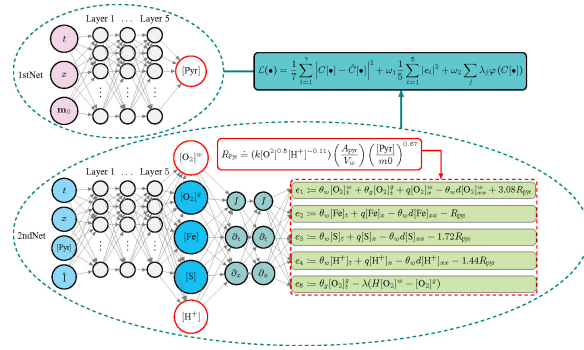 Layer 1 . . . Layer 5
1stNet
t
x
m₀
[Pyr]
ℒ(•) = 1/7 ∑_{i=1}^{7} |C[•] − Ĉ[•]|² + ω₁ 1/5 ∑_{i=1}^{5} |e_i|² + ω₂ ∑_j λ_j φ(C[•])
Layer 1 . . . Layer 5
2ndNet
t
x
[Pyr]
[O₂]ʷ
[O₂]ᵍ
[Fe]
[S]
[H⁺]
I
∂ₜ
∂ₓ
I
∂ₜ
∂ₓ
R_Pyr ≐ (k[O²]^0.5[H⁺]^−0.11) (A_pyr/V_w) ([Pyr]/m0)^0.67
e₁ := θ_w[O₂]ʷ_t + θ_g[O₂]ᵍ_t + q[O₂]ʷ_x − θ_w d[O₂]ʷ_xx + 3.08R_pyr
e₂ := θ_w[Fe]_t + q[Fe]_x − θ_w d[Fe]_xx − R_pyr
e₃ := θ_w[S]_t + q[S]_x − θ_w d[S]_xx − 1.72R_pyr
e₄ := θ_w[H⁺]_t + q[H⁺]_x − θ_w d[H⁺]_xx − 1.44R_pyr
e₅ := θ_g[O₂]ᵍ_t − λ(H[O₂]ʷ − [O₂]ᵍ)